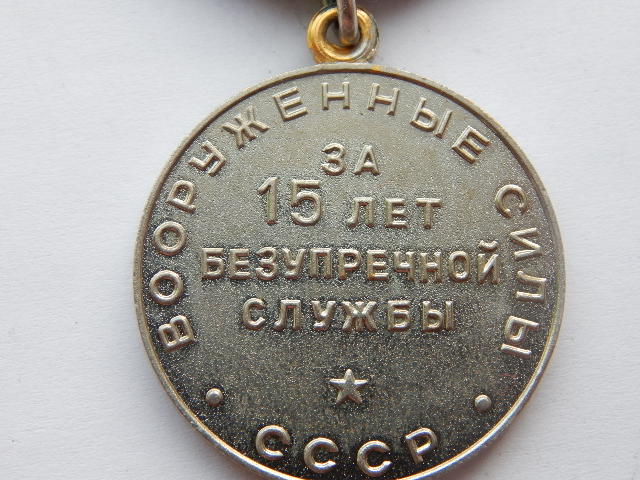 ВООРУЖЕННЫЕ СИЛЫ
ЗА
15 ЛЕТ
БЕЗУПРЕЧНОЙ
СЛУЖБЫ
СССР